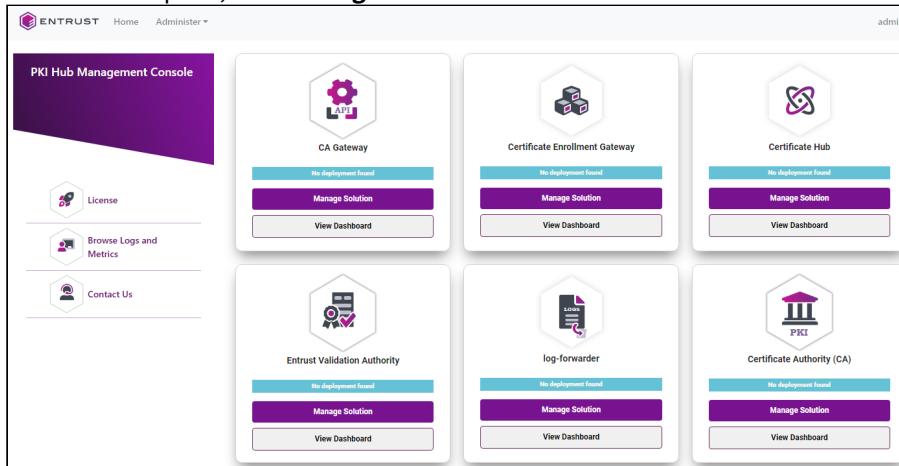 ENTRUST Home Administer
admi
PKI Hub Management Console
License
Browse Logs and
Metrics
Contact Us
API
CA Gateway
No deployment found
Manage Solution
View Dashboard
Certificate Enrollment Gateway
No deployment found
Manage Solution
View Dashboard
Certificate Hub
No deployment found
Manage Solution
View Dashboard
Entrust Validation Authority
No deployment found
Manage Solution
View Dashboard
LOGS
log-forwarder
No deployment found
Manage Solution
View Dashboard
PKI
Certificate Authority (CA)
No deployment found
Manage Solution
View Dashboard